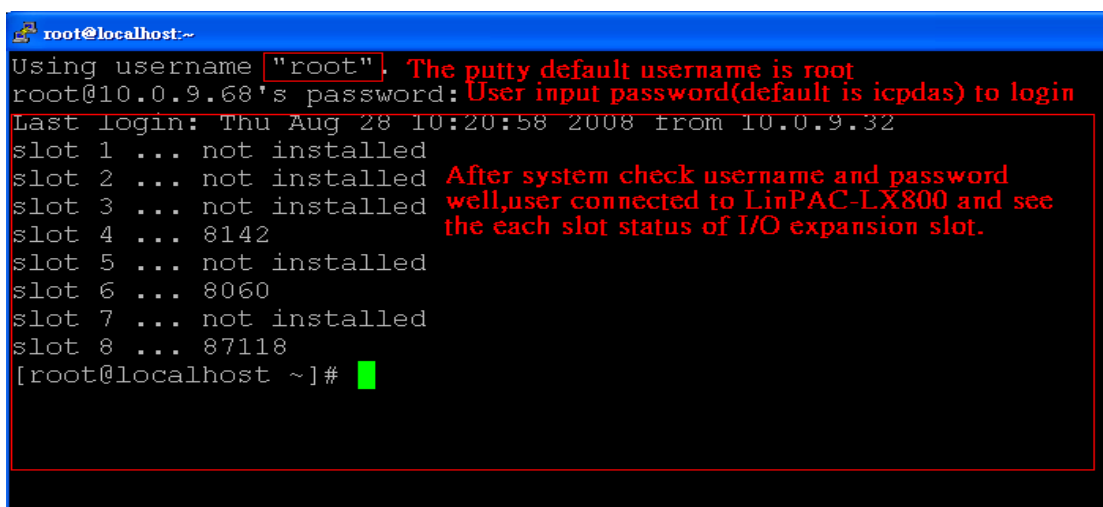 root@localhost:~
Using username "root". The putty default username is root
root@10.0.9.68's password: User input password(default is icpdas) to login
Last login: Thu Aug 28 10:20:58 2008 from 10.0.9.32
slot 1 ... not installed
slot 2 ... not installed After system check username and password
slot 3 ... not installed well,user connected to LinPAC-LX800 and see
slot 4 ... 8142 the each slot status of I/O expansion slot.
slot 5 ... not installed
slot 6 ... 8060
slot 7 ... not installed
slot 8 ... 87118
[root@localhost ~]#